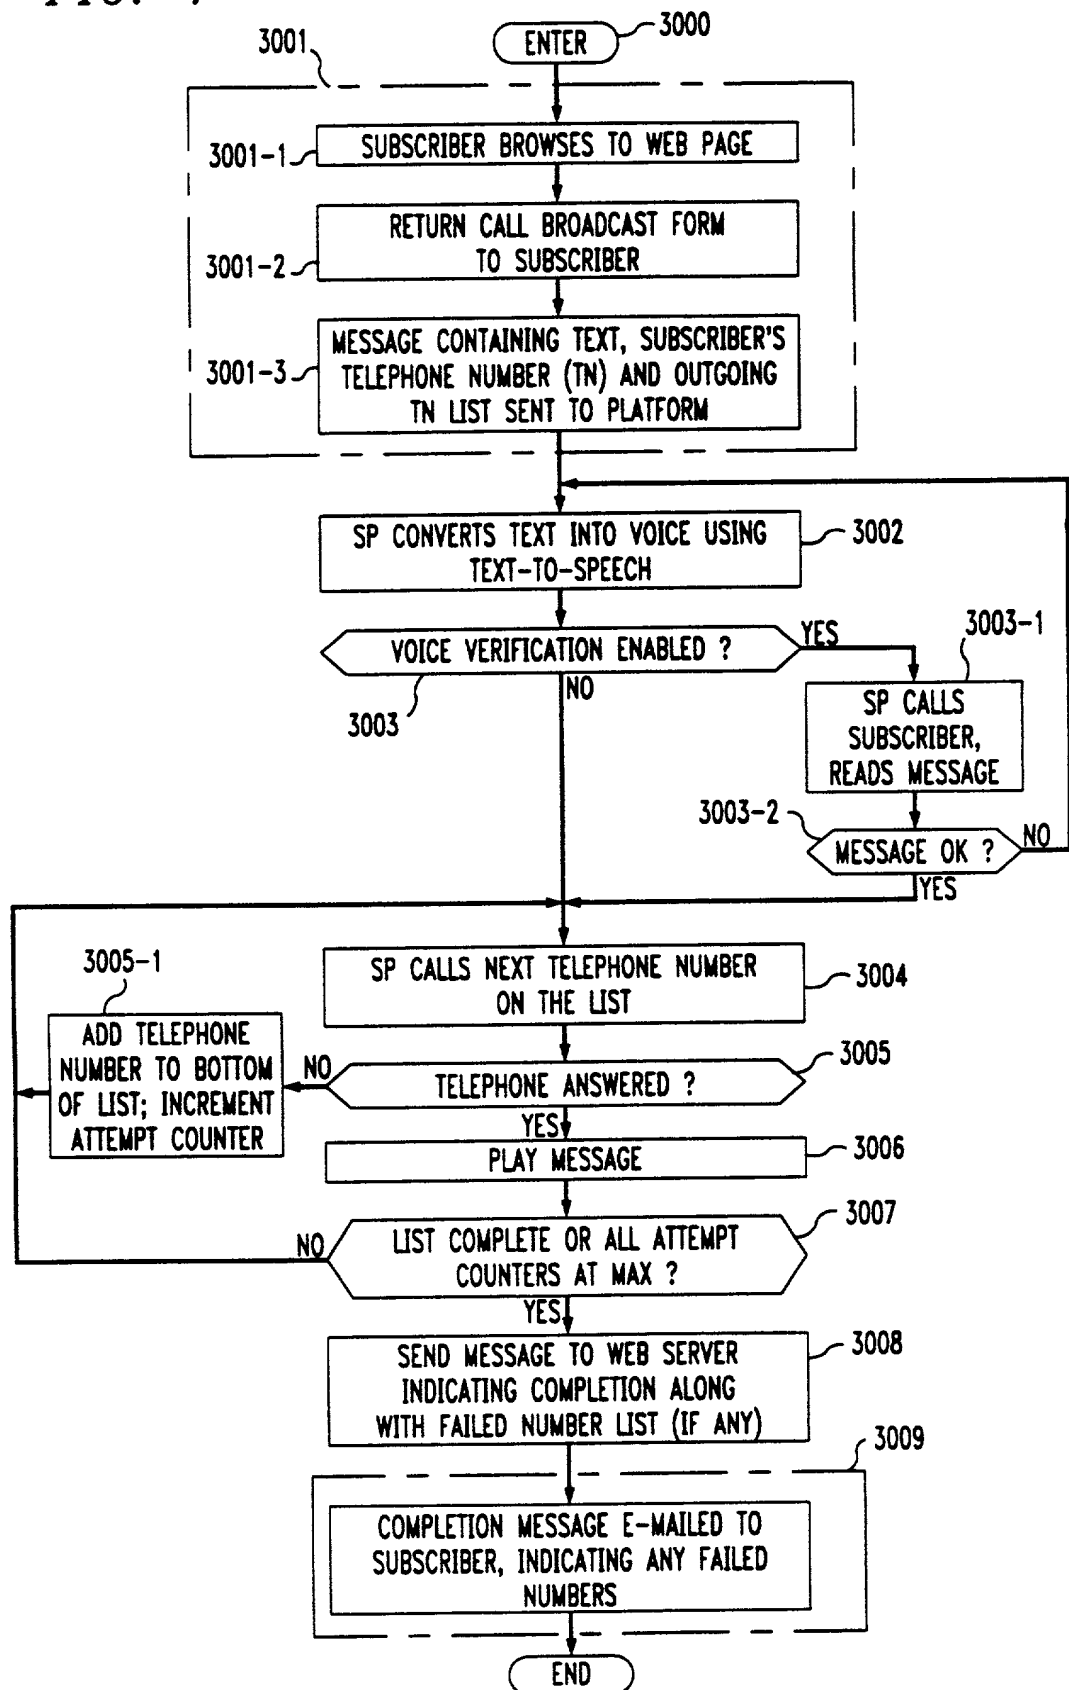 3000
ENTER
3001
3001-1
SUBSCRIBER BROWSES TO WEB PAGE
3001-2
RETURN CALL BROADCAST FORM
TO SUBSCRIBER
3001-3
MESSAGE CONTAINING TEXT, SUBSCRIBER'S
TELEPHONE NUMBER (TN) AND OUTGOING
TN LIST SENT TO PLATFORM
SP CONVERTS TEXT INTO VOICE USING
TEXT-TO-SPEECH
3002
VOICE VERIFICATION ENABLED ?
YES
3003-1
NO
3003
SP CALLS
SUBSCRIBER,
READS MESSAGE
3003-2
MESSAGE OK ?
NO
YES
3005-1
SP CALLS NEXT TELEPHONE NUMBER
ON THE LIST
3004
ADD TELEPHONE
NUMBER TO BOTTOM
OF LIST; INCREMENT
ATTEMPT COUNTER
NO
TELEPHONE ANSWERED ?
3005
YES
PLAY MESSAGE
3006
NO
LIST COMPLETE OR ALL ATTEMPT
COUNTERS AT MAX ?
3007
YES
SEND MESSAGE TO WEB SERVER
INDICATING COMPLETION ALONG
WITH FAILED NUMBER LIST (IF ANY)
3008
3009
COMPLETION MESSAGE E-MAILED TO
SUBSCRIBER, INDICATING ANY FAILED
NUMBERS
END